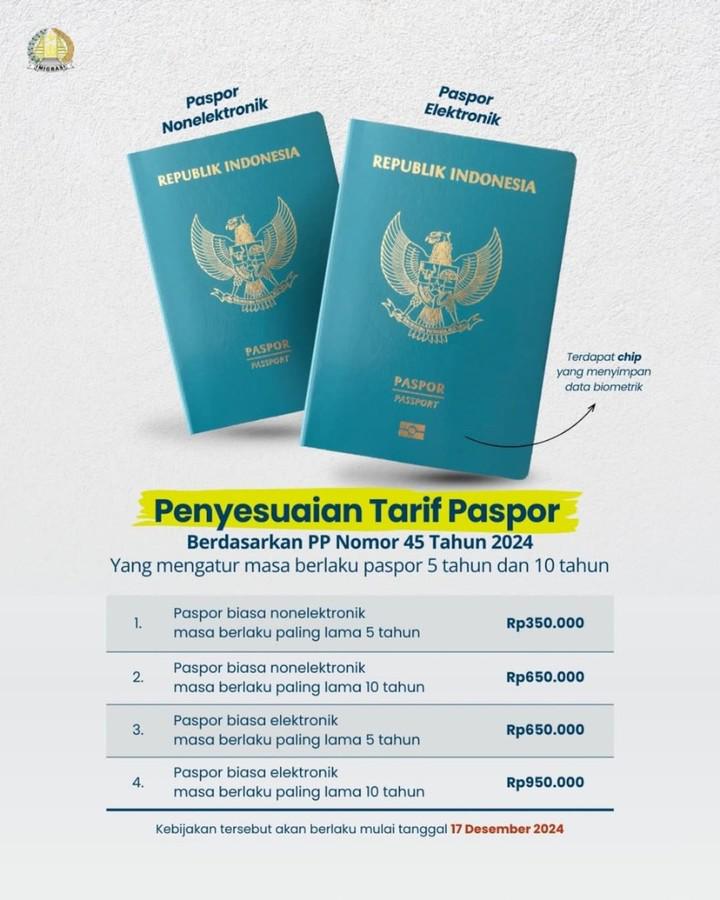 IMIGRASI
Paspor
Nonelektronik
Paspor
Elektronik
REPUBLIK INDONESIA
PASPOR
PASSPORT
REPUBLIK INDONESIA
PASPOR
PASSPORT
Terdapat chip
yang menyimpan
data biometrik
Penyesuaian Tarif Paspor
Berdasarkan PP Nomor 45 Tahun 2024
Yang mengatur masa berlaku paspor 5 tahun dan 10 tahun
1. Paspor biasa nonelektronik
masa berlaku paling lama 5 tahun Rp350.000
2. Paspor biasa nonelektronik
masa berlaku paling lama 10 tahun Rp650.000
3. Paspor biasa elektronik
masa berlaku paling lama 5 tahun Rp650.000
4. Paspor biasa elektronik
masa berlaku paling lama 10 tahun Rp950.000
Kebijakan tersebut akan berlaku mulai tanggal 17 Desember 2024